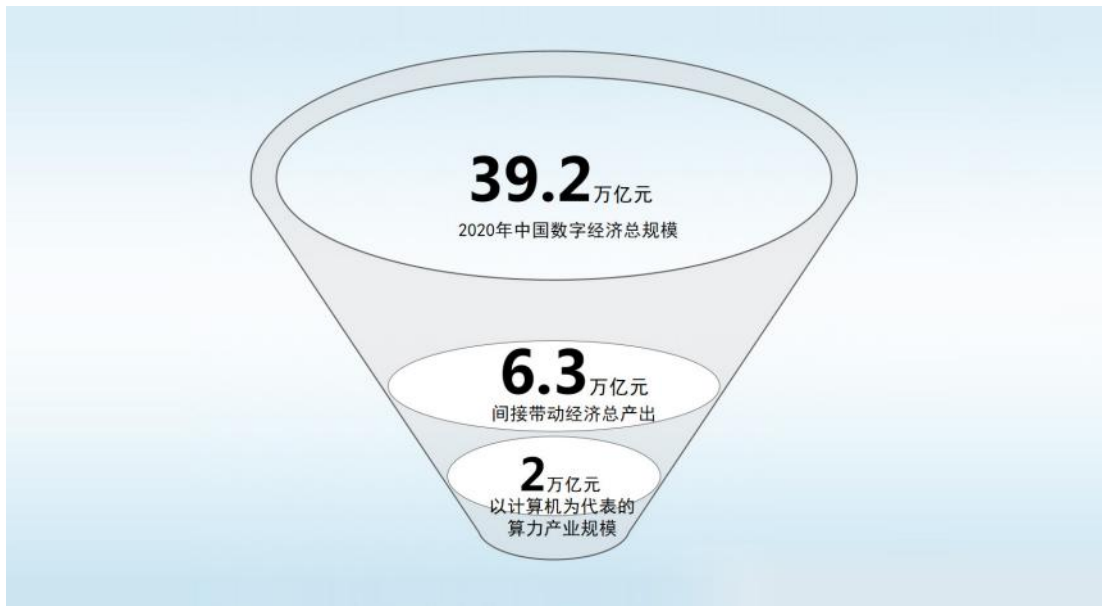 39.2万亿元
2020年中国数字经济总规模
6.3万亿元
间接带动经济总产出
2万亿元
以计算机为代表的
算力产业规模